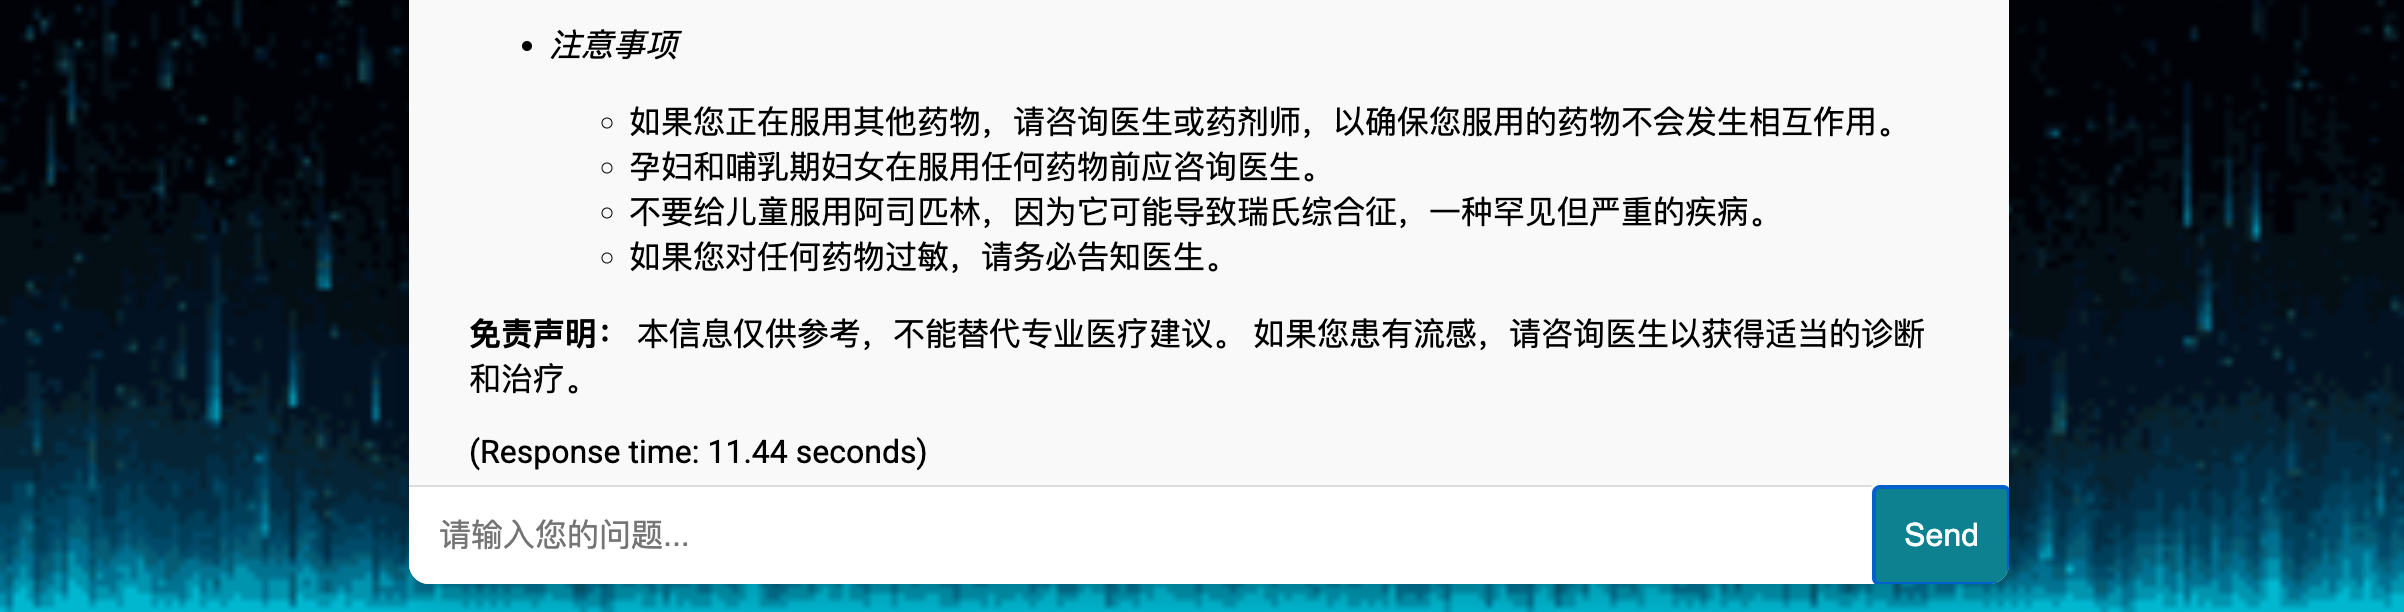 • 注意事项
◦ 如果您正在服用其他药物，请咨询医生或药剂师，以确保您服用的药物不会发生相互作用。
◦ 孕妇和哺乳期妇女在服用任何药物前应咨询医生。
◦ 不要给儿童服用阿司匹林，因为它可能导致瑞氏综合征，一种罕见但严重的疾病。
◦ 如果您对任何药物过敏，请务必告知医生。
免责声明： 本信息仅供参考，不能替代专业医疗建议。 如果您患有流感，请咨询医生以获得适当的诊断
和治疗。
(Response time: 11.44 seconds)
请输入您的问题...
Send